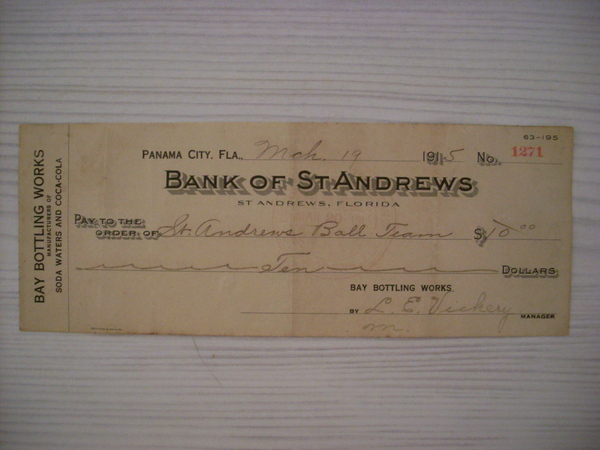 63-195
PANAMA CITY, FLA., Mch. 19 1915 No. 1271
BANK OF ST ANDREWS
ST ANDREWS, FLORIDA
PAY TO THE
ORDER OF St. Andrews Ball Team $10.00
Ten DOLLARS
BAY BOTTLING WORKS.
BY L. E. Vickery MANAGER
m.
BAY BOTTLING WORKS
MANUFACTURERS OF
SODA WATERS AND COCA-COLA